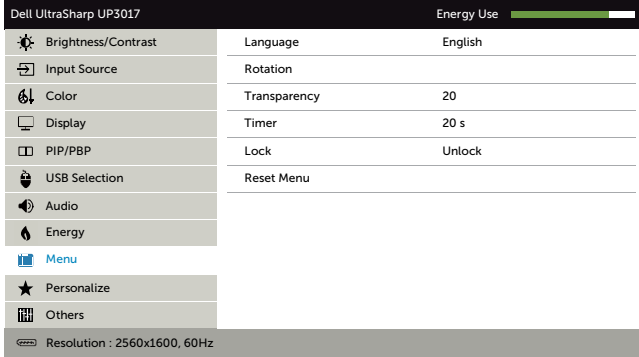 Dell UltraSharp UP3017 Energy Use
Brightness/Contrast Language English
Input Source Rotation
Color Transparency 20
Display Timer 20 s
PIP/PBP Lock Unlock
USB Selection Reset Menu
Audio
Energy
Menu
Personalize
Others
Resolution : 2560x1600, 60Hz